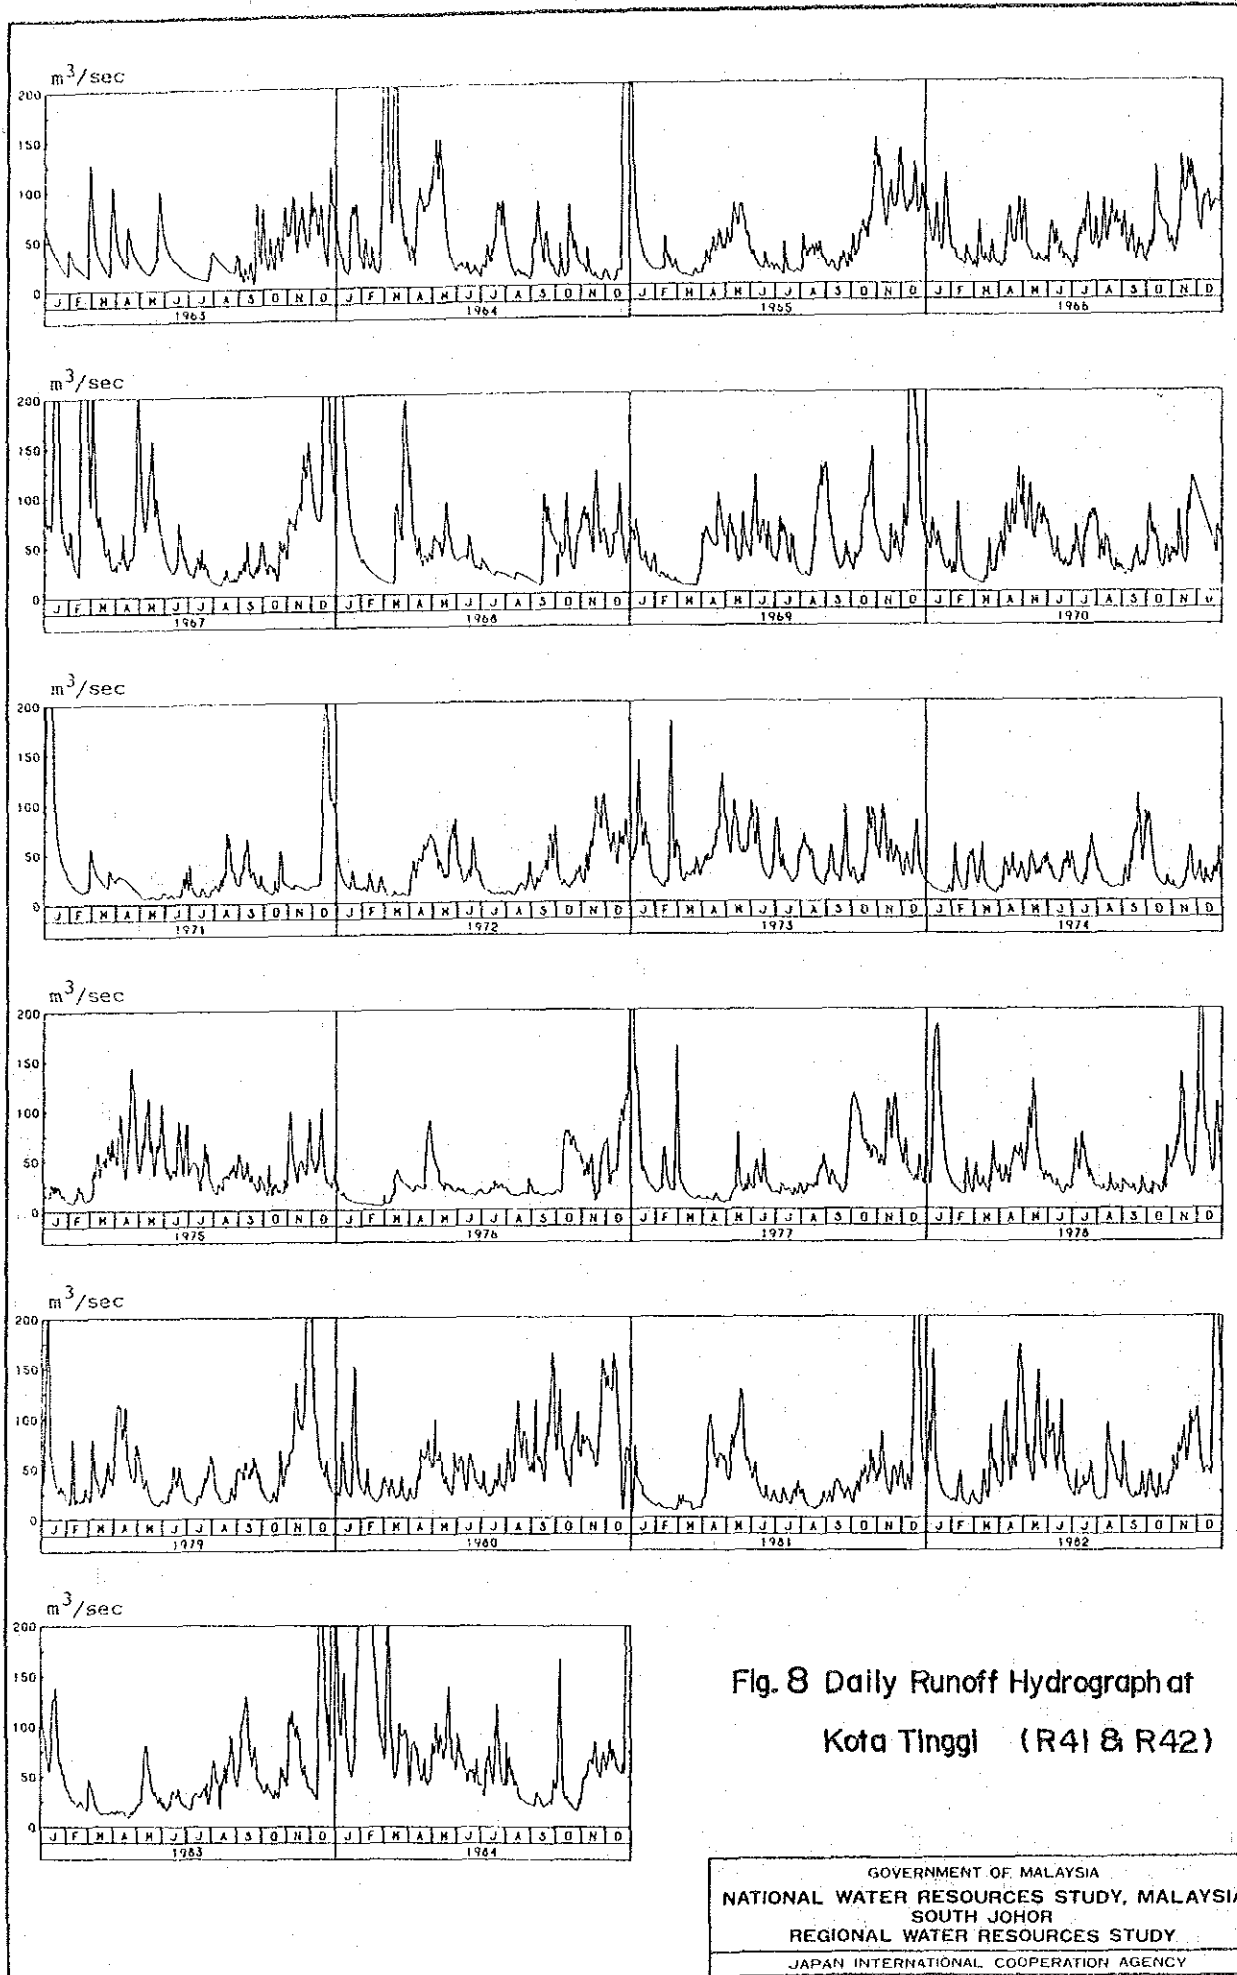 m³/sec
200
150
100
50
0
J F M A M J J A S O N D J F M A M J J A S O N D J F M A M J J A S O N D J F M A M J J A S O N D
1963 1964 1965 1966
m³/sec
200
150
100
50
0
J F M A M J J A S O N D J F M A M J J A S O N D J F M A M J J A S O N D J F M A M J J A S O N D
1967 1968 1969 1970
m³/sec
200
150
100
50
0
J F M A M J J A S O N D J F M A M J J A S O N D J F M A M J J A S O N D J F M A M J J A S O N D
1971 1972 1973 1974
m³/sec
200
150
100
50
0
J F M A M J J A S O N D J F M A M J J A S O N D J F M A M J J A S O N D J F M A M J J A S O N D
1975 1976 1977 1978
m³/sec
200
150
100
50
0
J F M A M J J A S O N D J F M A M J J A S O N D J F M A M J J A S O N D J F M A M J J A S O N D
1979 1980 1981 1982
m³/sec
200
150
100
50
0
J F M A M J J A S O N D J F M A M J J A S O N D
1983 1984
Fig. 8 Daily Runoff Hydrograph at
Kota Tinggi (R41 & R42)
GOVERNMENT OF MALAYSIA
NATIONAL WATER RESOURCES STUDY, MALAYSIA
SOUTH JOHOR
REGIONAL WATER RESOURCES STUDY
JAPAN INTERNATIONAL COOPERATION AGENCY